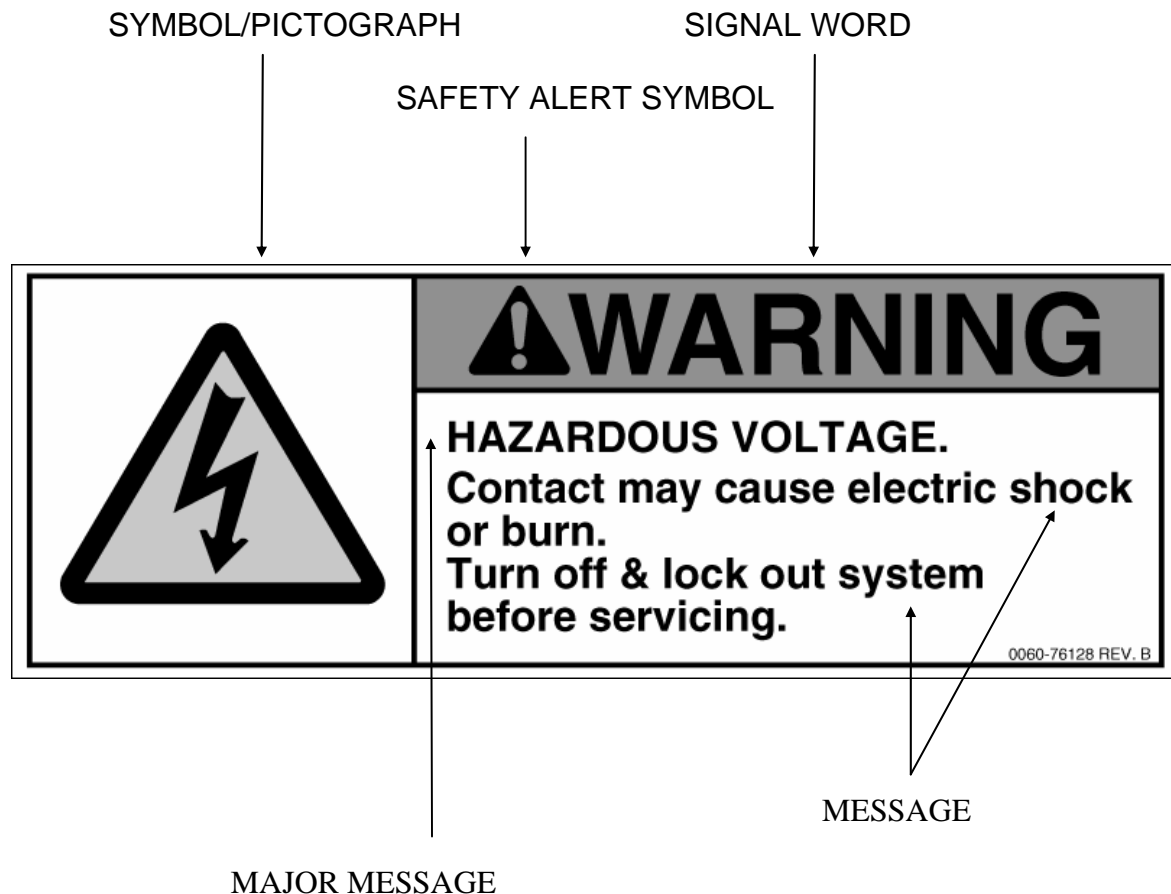 SYMBOL/PICTOGRAPH
SIGNAL WORD
SAFETY ALERT SYMBOL
WARNING
HAZARDOUS VOLTAGE.
Contact may cause electric shock
or burn.
Turn off & lock out system
before servicing.
0060-76128 REV. B
MESSAGE
MAJOR MESSAGE